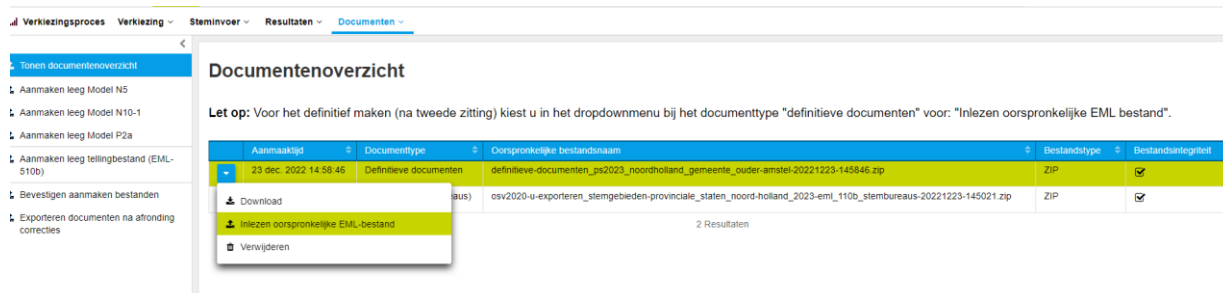 Verkiezingsproces Verkiezing Steminvoer Resultaten Documenten
Tonen documentenoverzicht
Aanmaken leeg Model N5
Aanmaken leeg Model N10-1
Aanmaken leeg Model P2a
Aanmaken leeg tellingbestand (EML-
510b)
Bevestigen aanmaken bestanden
Exporteren documenten na afronding
correcties
Documentenoverzicht
Let op: Voor het definitief maken (na tweede zitting) kiest u in het dropdownmenu bij het documenttype "definitieve documenten" voor: "Inlezen oorspronkelijke EML bestand".
Aanmaaktijd Documenttype Oorspronkelijke bestandsnaam Bestandstype Bestandsintegriteit
23 dec. 2022 14:58:46 Definitieve documenten definitieve-documenten_ps2023_noordholland_gemeente_ouder-amstel-20221223-145846.zip ZIP
eaus) osv2020-u-exporteren_stemgebieden-provinciale_staten_noord-holland_2023-eml_110b_stembureaus-20221223-145021.zip ZIP
Download
Inlezen oorspronkelijke EML-bestand
Verwijderen
2 Resultaten